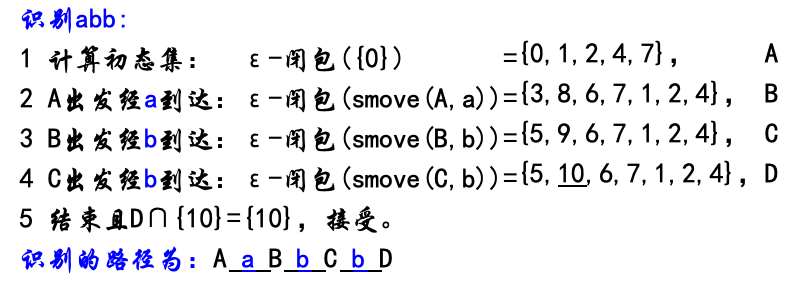 识别abb:
1 计算初态集： ε-闭包({0}) ={0,1,2,4,7}， A
2 A出发经a到达：ε-闭包(smove(A,a))={3,8,6,7,1,2,4}， B
3 B出发经b到达：ε-闭包(smove(B,b))={5,9,6,7,1,2,4}， C
4 C出发经b到达：ε-闭包(smove(C,b))={5,10,6,7,1,2,4}，D
5 结束且D∩{10}={10}，接受。
识别的路径为：A_a_B_b_C_b_D